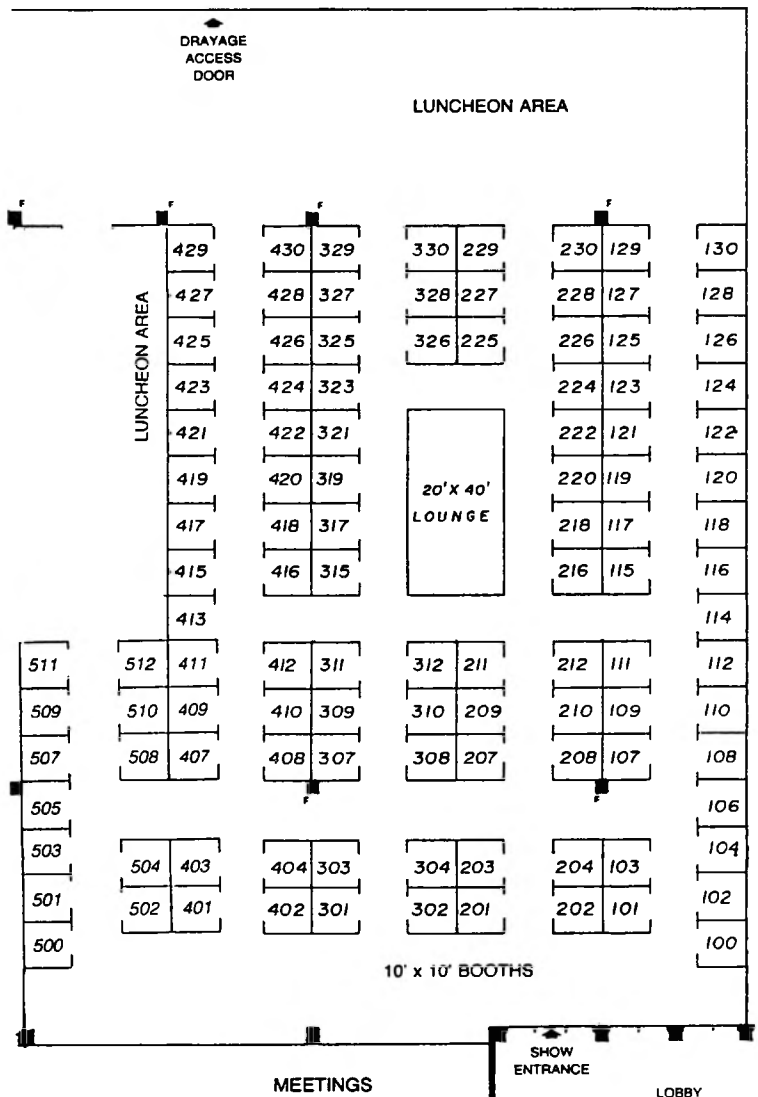 DRAYAGE
ACCESS
DOOR
LUNCHEON AREA
F F F F
429 430 329 330 229 230 129 130
427 428 327 328 227 228 127 128
LUNCHEON AREA
425 426 325 326 225 226 125 126
423 424 323 224 123 124
421 422 321 222 121 122
419 420 319 220 119 120
20' X 40'
LOUNGE
417 418 317 218 117 118
415 416 315 216 115 116
413 114
511 512 411 412 311 312 211 212 111 112
509 510 409 410 309 310 209 210 109 110
507 508 407 408 307 308 207 208 107 108
F F
505 106
503 504 403 404 303 304 203 204 103 104
501 502 401 402 301 302 201 202 101 102
500 100
10' x 10' BOOTHS
SHOW
ENTRANCE
MEETINGS
LOBBY